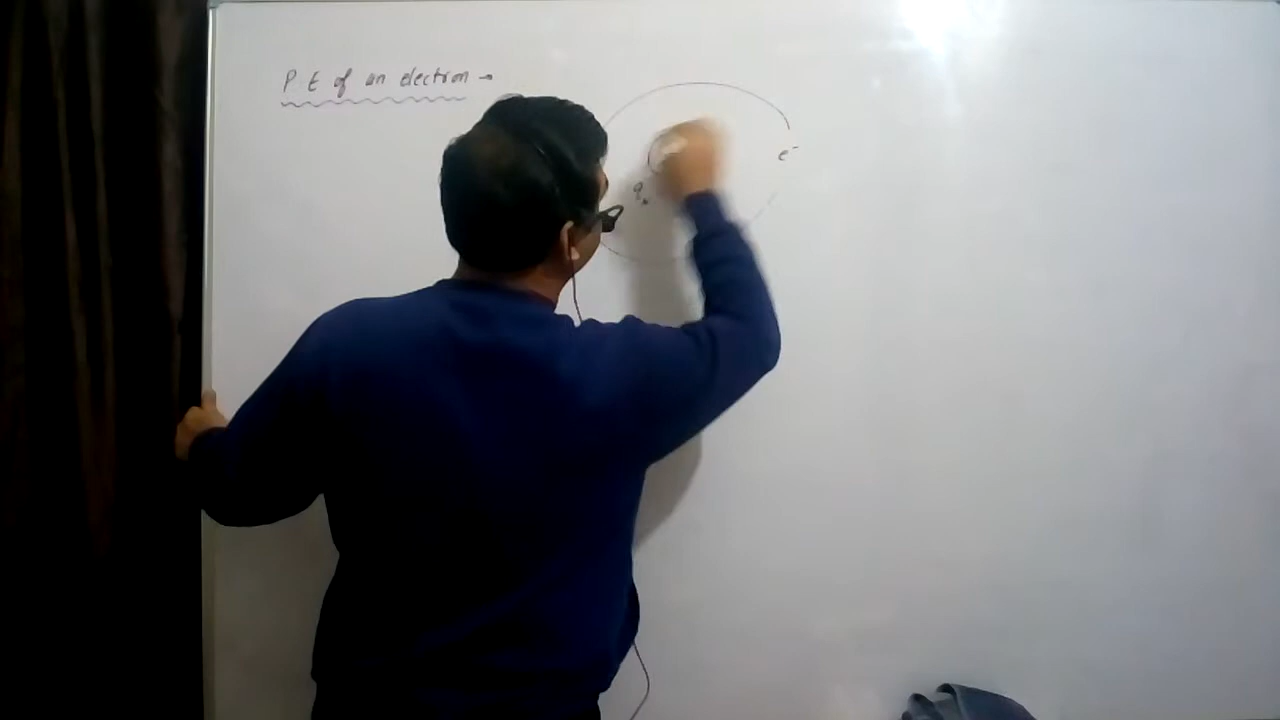 P E of an electron →
e⁻
q